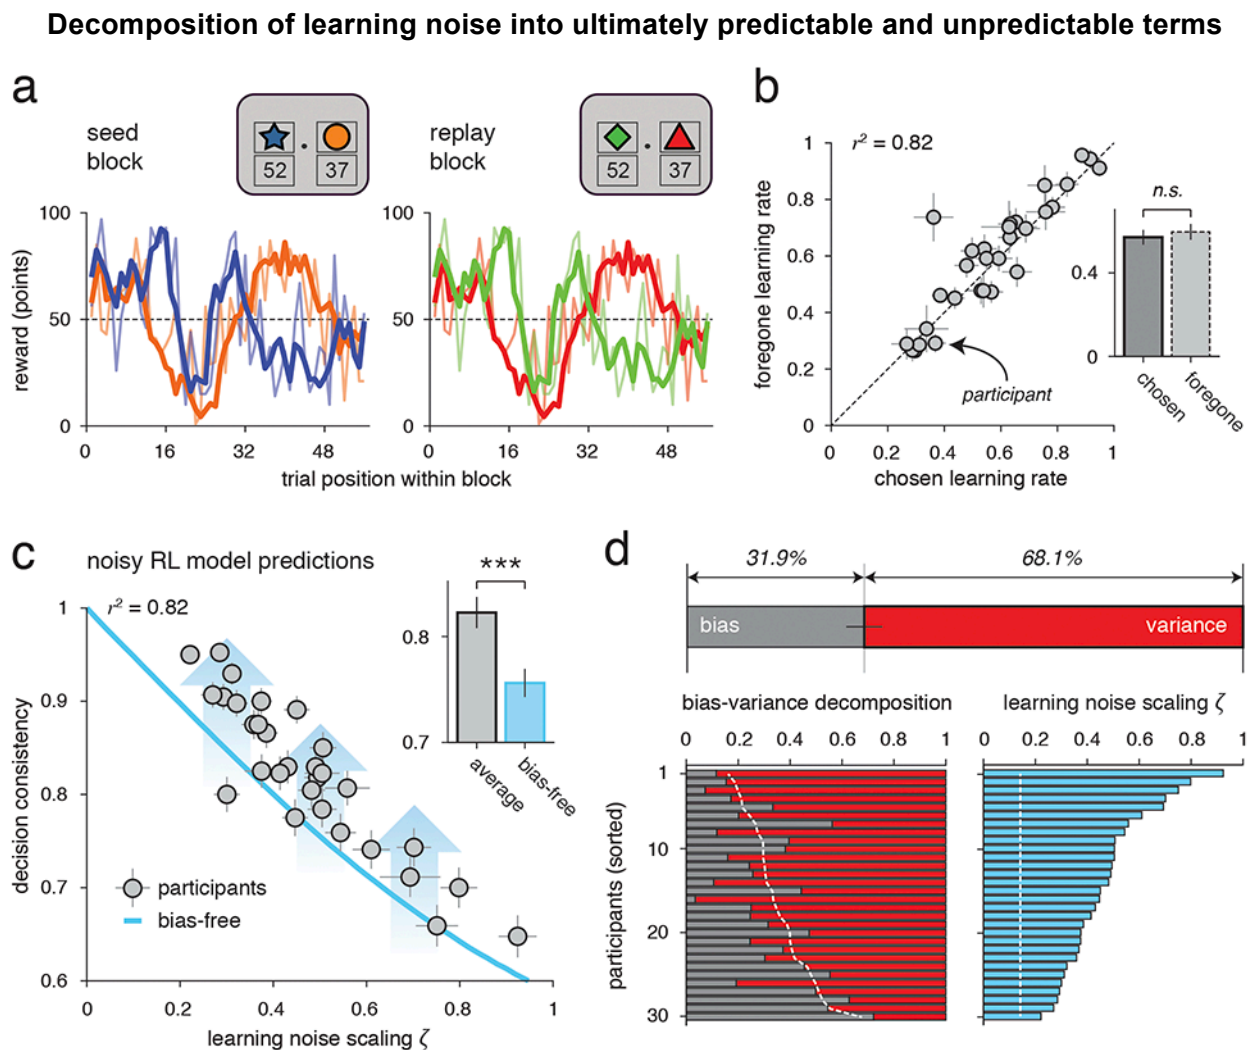 Decomposition of learning noise into ultimately predictable and unpredictable terms
a
seed
block
52
37
replay
block
52
37
reward (points)
100
50
0
0
16
32
48
100
50
0
0
16
32
48
trial position within block
b
r² = 0.82
foregone learning rate
1
0.8
0.6
0.4
0.2
0
0
0.2
0.4
0.6
0.8
1
chosen learning rate
participant
n.s.
0.4
0
chosen
foregone
c
noisy RL model predictions
r² = 0.82
decision consistency
1
0.9
0.8
0.7
0.6
0
0.2
0.4
0.6
0.8
1
learning noise scaling ζ
participants
bias-free
***
0.8
0.7
average
bias-free
d
31.9%
68.1%
bias
variance
bias-variance decomposition
0
0.2
0.4
0.6
0.8
1
participants (sorted)
1
10
20
30
learning noise scaling ζ
0
0.2
0.4
0.6
0.8
1